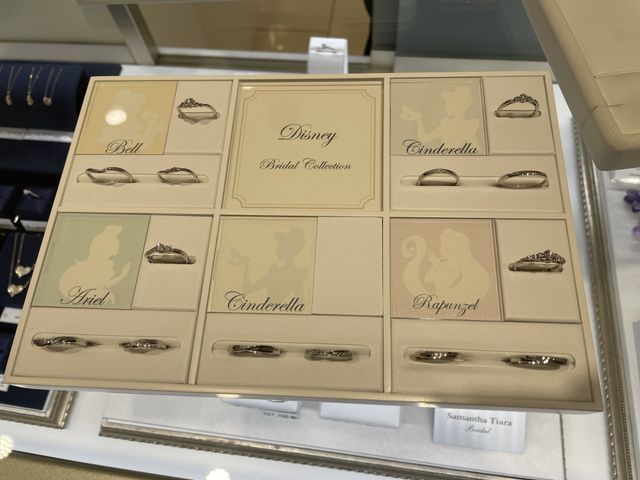 Bell
Disney
Bridal Collection
Cinderella
Ariel
Cinderella
Rapunzel
Samantha Tiara
Bridal